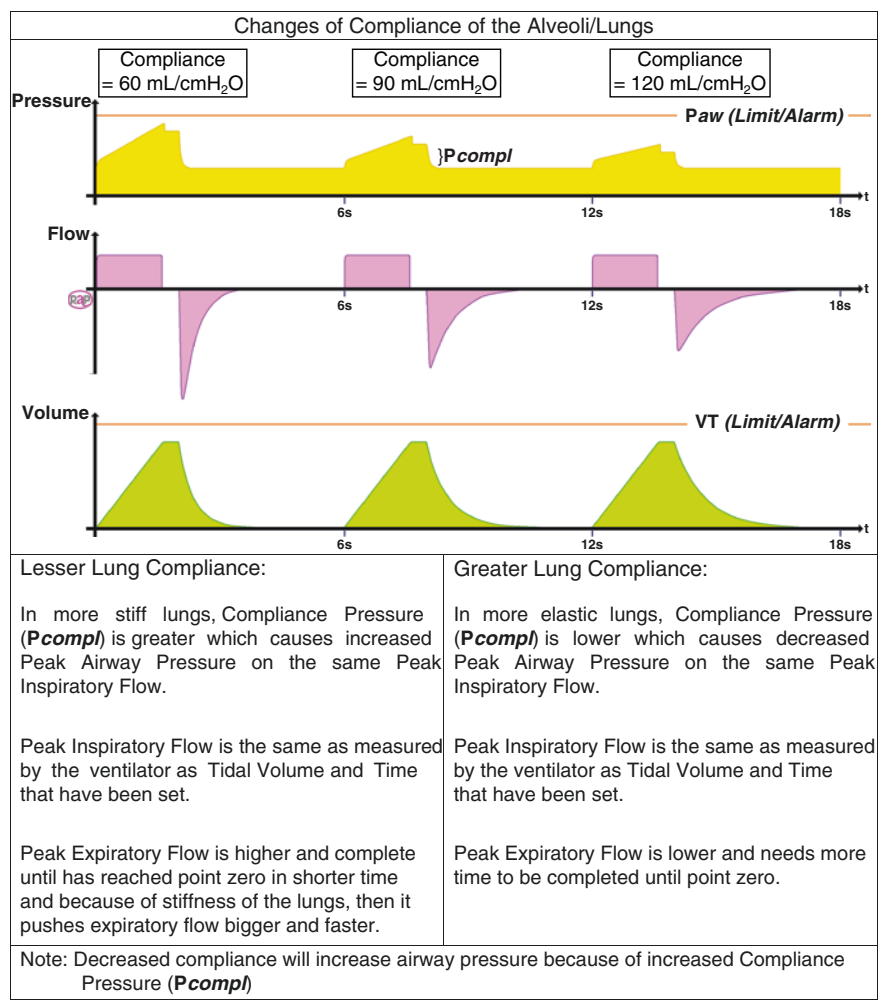 Changes of Compliance of the Alveoli/Lungs
Compliance
= 60 mL/cmH₂O
Compliance
= 90 mL/cmH₂O
Compliance
= 120 mL/cmH₂O
Pressure
Paw (Limit/Alarm)
}Pcompl
t
6s
12s
18s
Flow
pap
t
6s
12s
18s
Volume
VT (Limit/Alarm)
t
6s
12s
18s
Lesser Lung Compliance:
In more stiff lungs, Compliance Pressure
(Pcompl) is greater which causes increased
Peak Airway Pressure on the same Peak
Inspiratory Flow.
Peak Inspiratory Flow is the same as measured
by the ventilator as Tidal Volume and Time
that have been set.
Peak Expiratory Flow is higher and complete
until has reached point zero in shorter time
and because of stiffness of the lungs, then it
pushes expiratory flow bigger and faster.
Greater Lung Compliance:
In more elastic lungs, Compliance Pressure
(Pcompl) is lower which causes decreased
Peak Airway Pressure on the same Peak
Inspiratory Flow.
Peak Inspiratory Flow is the same as measured
by the ventilator as Tidal Volume and Time
that have been set.
Peak Expiratory Flow is lower and needs more
time to be completed until point zero.
Note: Decreased compliance will increase airway pressure because of increased Compliance
Pressure (Pcompl)